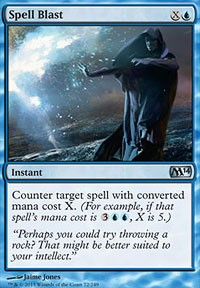 Spell Blast X
Instant M14
Counter target spell with converted
mana cost X. (For example, if
that spell's mana cost is 3, X is 5.)
"Perhaps you could try throwing a
rock? That might be better suited to
your intellect."
Jaime Jones
™ & © 2013 Wizards of the Coast 72/249